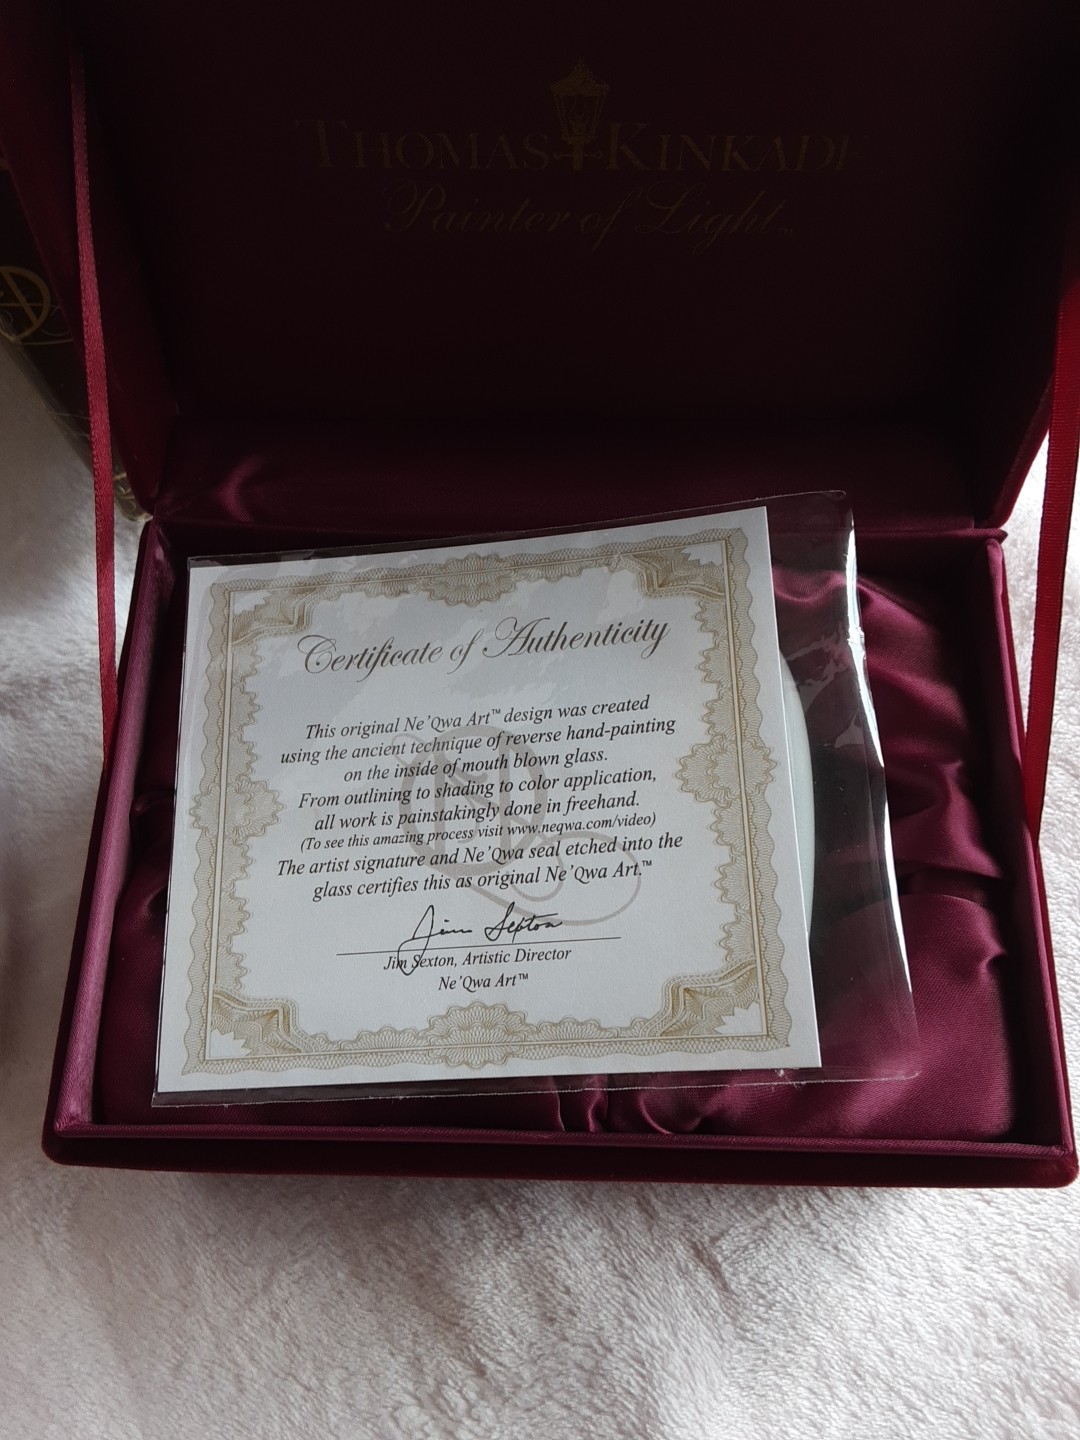 THOMAS KINKADE
Painter of Light™
Certificate of Authenticity
This original Ne'Qwa Art™ design was created
using the ancient technique of reverse hand-painting
on the inside of mouth blown glass.
From outlining to shading to color application,
all work is painstakingly done in freehand.
(To see this amazing process visit www.neqwa.com/video)
The artist signature and Ne'Qwa seal etched into the
glass certifies this as original Ne'Qwa Art.™
Jim Sexton
Jim Sexton, Artistic Director
Ne'Qwa Art™